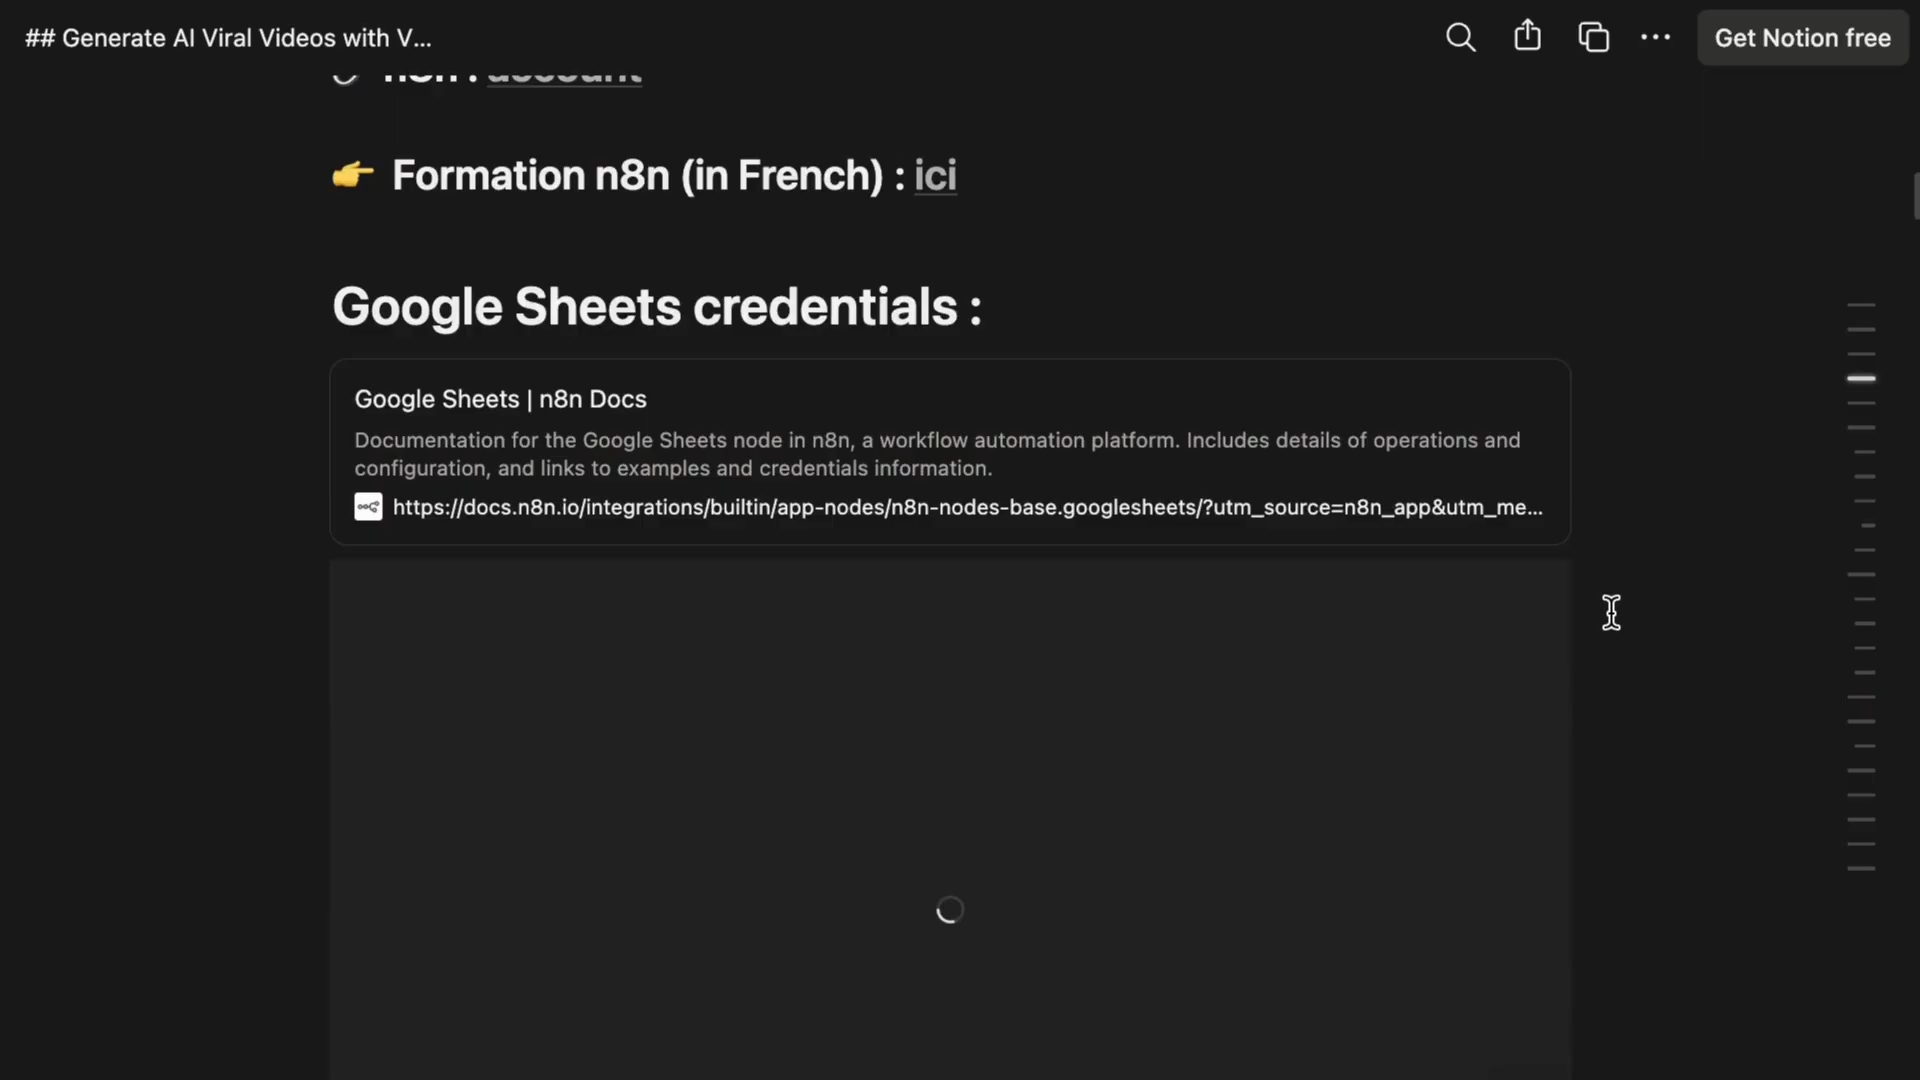 ## Generate AI Viral Videos with V...
Get Notion free
n8n : account
👉 Formation n8n (in French) : ici
Google Sheets credentials :
Google Sheets | n8n Docs
Documentation for the Google Sheets node in n8n, a workflow automation platform. Includes details of operations and
configuration, and links to examples and credentials information.
https://docs.n8n.io/integrations/builtin/app-nodes/n8n-nodes-base.googlesheets/?utm_source=n8n_app&utm_me...